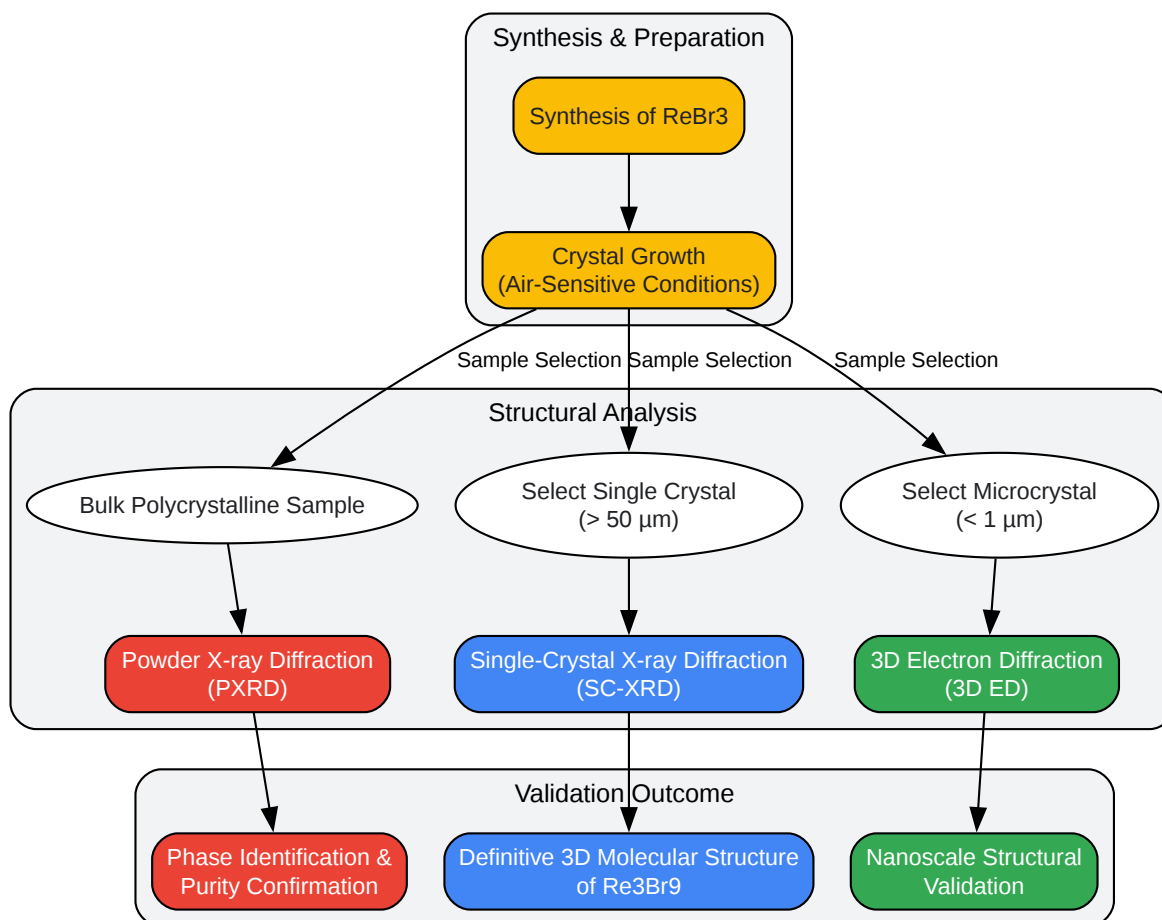 Synthesis & Preparation
Synthesis of ReBr3
Crystal Growth
(Air-Sensitive Conditions)
Sample Selection
Sample Selection
Sample Selection
Structural Analysis
Bulk Polycrystalline Sample
Select Single Crystal
(> 50 µm)
Select Microcrystal
(< 1 µm)
Powder X-ray Diffraction
(PXRD)
Single-Crystal X-ray Diffraction
(SC-XRD)
3D Electron Diffraction
(3D ED)
Validation Outcome
Phase Identification &
Purity Confirmation
Definitive 3D Molecular Structure
of Re3Br9
Nanoscale Structural
Validation